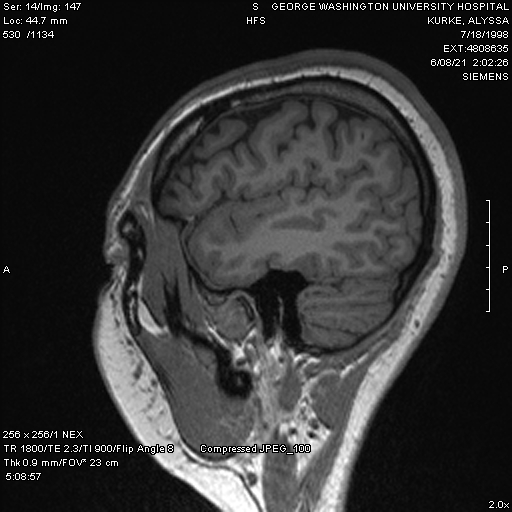 Ser: 14/Img: 147
Loc: 44.7 mm
530 /1134
S
HFS
GEORGE WASHINGTON UNIVERSITY HOSPITAL
KURKE, ALYSSA
7/18/1998
EXT:4808635
6/08/21 2:02:26
SIEMENS
A
P
256 x 256/1 NEX
TR 1800/TE 2.3/TI 900/Flip Angle 8
Thk 0.9 mm/FOV* 23 cm
5:08:57
Compressed JPEG_100
2.0x